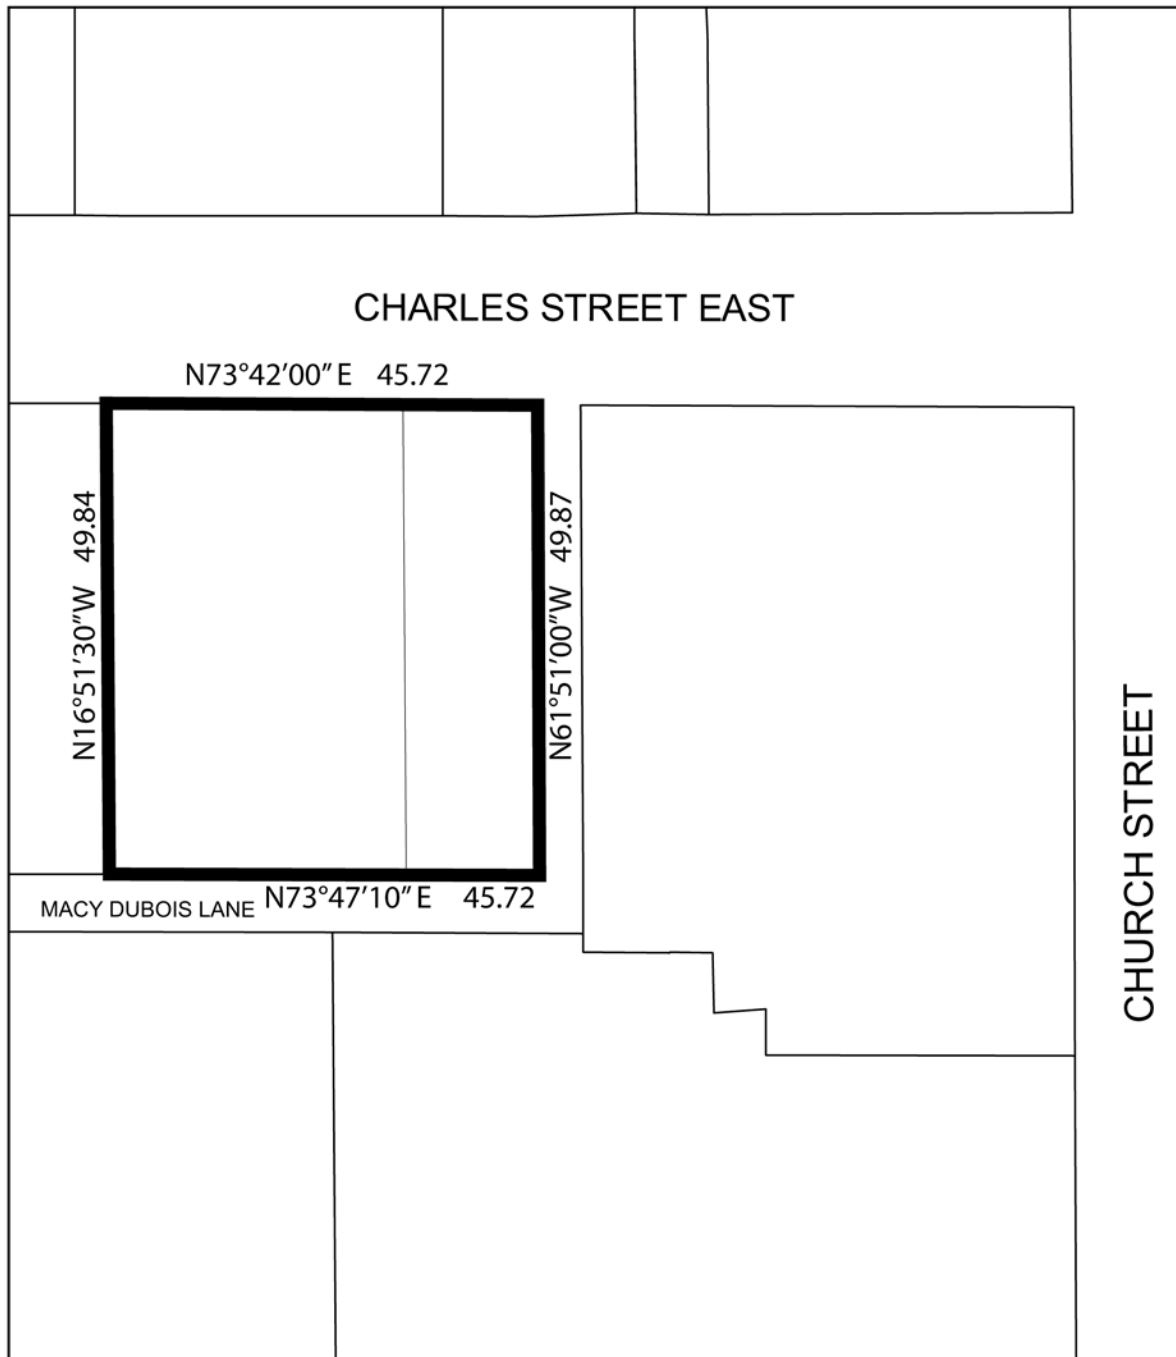 CHARLES STREET EAST
N73°42’00” E 45.72
N16°51’30”W 49.84
N61°51’00”W 49.87
N73°47’10” E 45.72
MACY DUBOIS LANE
CHURCH STREET